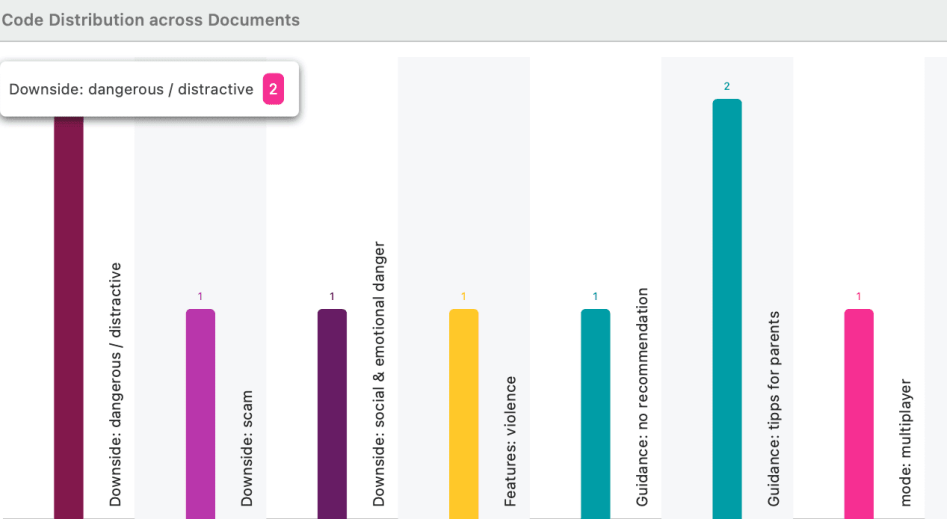 Code Distribution across Documents
Downside: dangerous / distractive 2
2
1
1
1
1
1
Downside: dangerous / distractive
Downside: scam
Downside: social & emotional danger
Features: violence
Guidance: no recommendation
Guidance: tipps for parents
mode: multiplayer